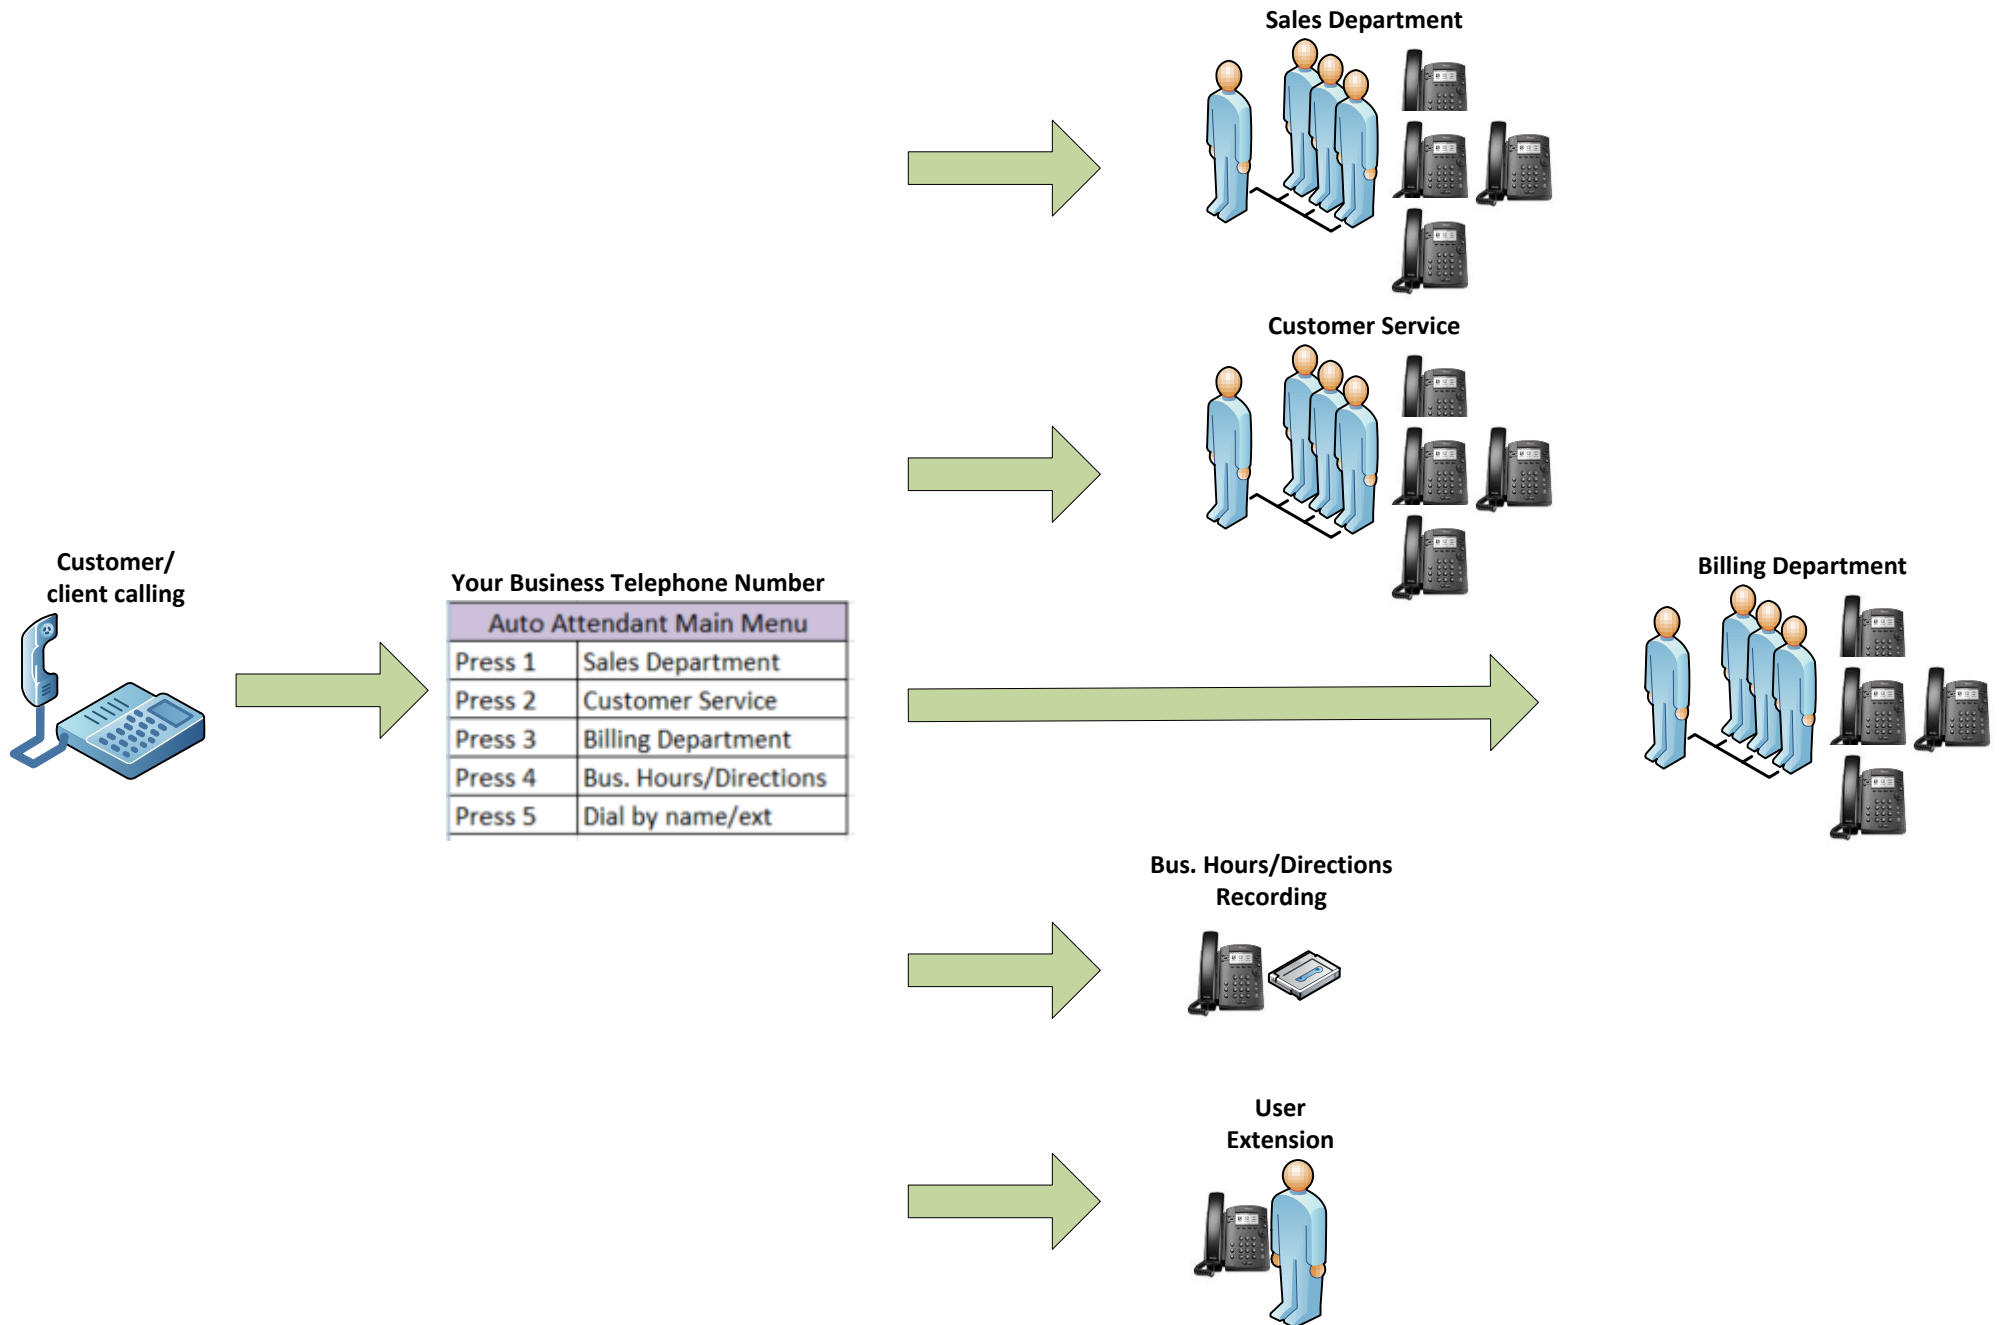 Sales Department
Customer Service
Customer/
client calling
Your Business Telephone Number
Auto Attendant Main Menu
Press 1 Sales Department
Press 2 Customer Service
Press 3 Billing Department
Press 4 Bus. Hours/Directions
Press 5 Dial by name/ext
Billing Department
Bus. Hours/Directions
Recording
User
Extension